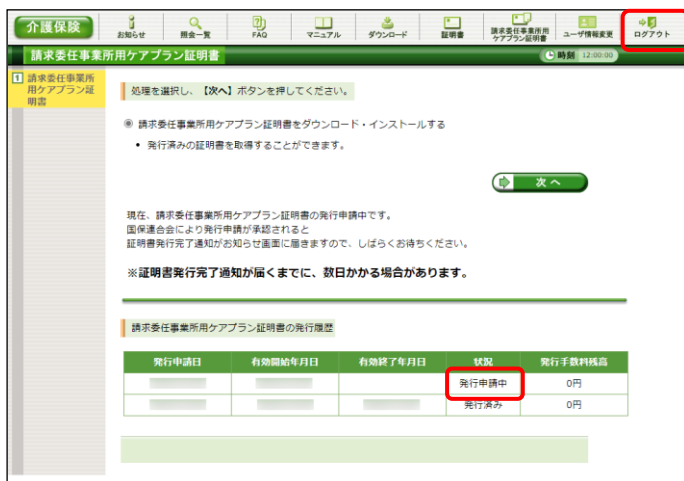 介護保険
お知らせ
照会一覧
FAQ
マニュアル
ダウンロード
証明書
請求委任事業所用
ケアプラン証明書
ユーザ情報変更
ログアウト
請求委任事業所用ケアプラン証明書
時刻 12:00:00
1 請求委任事業所
用ケアプラン証
明書
処理を選択し、【次へ】ボタンを押してください。
請求委任事業所用ケアプラン証明書をダウンロード・インストールする
• 発行済みの証明書を取得することができます。
次へ
現在、請求委任事業所用ケアプラン証明書の発行申請中です。
国保連合会により発行申請が承認されると
証明書発行完了通知がお知らせ画面に届きますので、しばらくお待ちください。
※証明書発行完了通知が届くまでに、数日かかる場合があります。
請求委任事業所用ケアプラン証明書の発行履歴
発行申請日 有効開始年月日 有効終了年月日 状況 発行手数料残高
発行申請中 0円
発行済み 0円